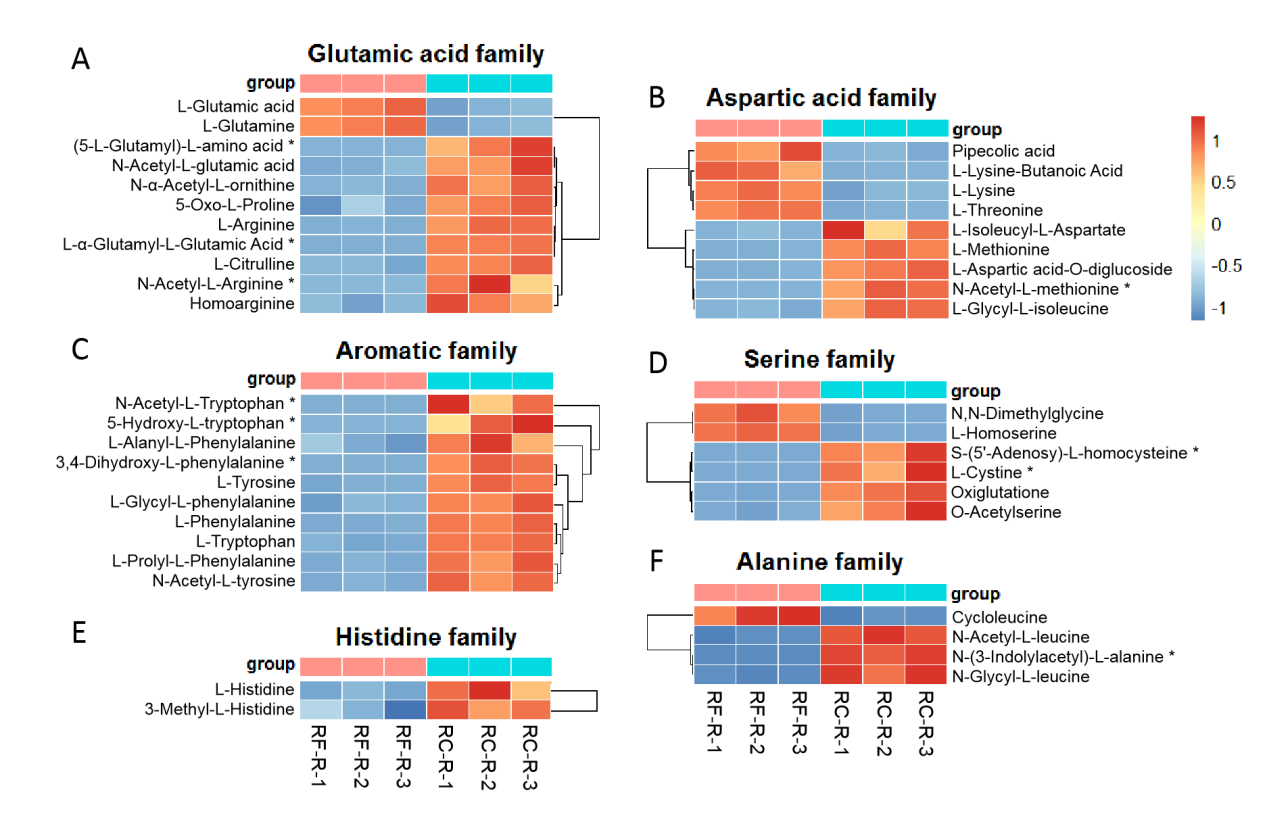 A
Glutamic acid family
group
L-Glutamic acid
L-Glutamine
(5-L-Glutamyl)-L-amino acid *
N-Acetyl-L-glutamic acid
N-α-Acetyl-L-ornithine
5-Oxo-L-Proline
L-Arginine
L-α-Glutamyl-L-Glutamic Acid *
L-Citrulline
N-Acetyl-L-Arginine *
Homoarginine
B
Aspartic acid family
group
Pipecolic acid
L-Lysine-Butanoic Acid
L-Lysine
L-Threonine
L-Isoleucyl-L-Aspartate
L-Methionine
L-Aspartic acid-O-diglucoside
N-Acetyl-L-methionine *
L-Glycyl-L-isoleucine
1
0.5
0
-0.5
-1
C
Aromatic family
group
N-Acetyl-L-Tryptophan *
5-Hydroxy-L-tryptophan *
L-Alanyl-L-Phenylalanine
3,4-Dihydroxy-L-phenylalanine *
L-Tyrosine
L-Glycyl-L-phenylalanine
L-Phenylalanine
L-Tryptophan
L-Prolyl-L-Phenylalanine
N-Acetyl-L-tyrosine
D
Serine family
group
N,N-Dimethylglycine
L-Homoserine
S-(5'-Adenosy)-L-homocysteine *
L-Cystine *
Oxiglutatione
O-Acetylserine
E
Histidine family
group
L-Histidine
3-Methyl-L-Histidine
RF-R-1
RF-R-2
RF-R-3
RC-R-1
RC-R-2
RC-R-3
F
Alanine family
group
Cycloleucine
N-Acetyl-L-leucine
N-(3-Indolylacetyl)-L-alanine *
N-Glycyl-L-leucine
RF-R-1
RF-R-2
RF-R-3
RC-R-1
RC-R-2
RC-R-3